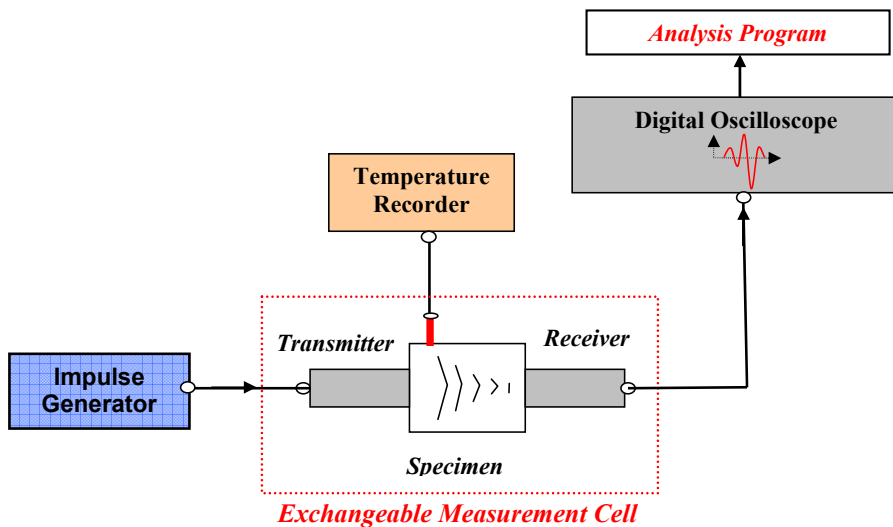 Analysis Program
Digital Oscilloscope
Temperature
Recorder
Transmitter
Receiver
Impulse
Generator
Specimen
Exchangeable Measurement Cell